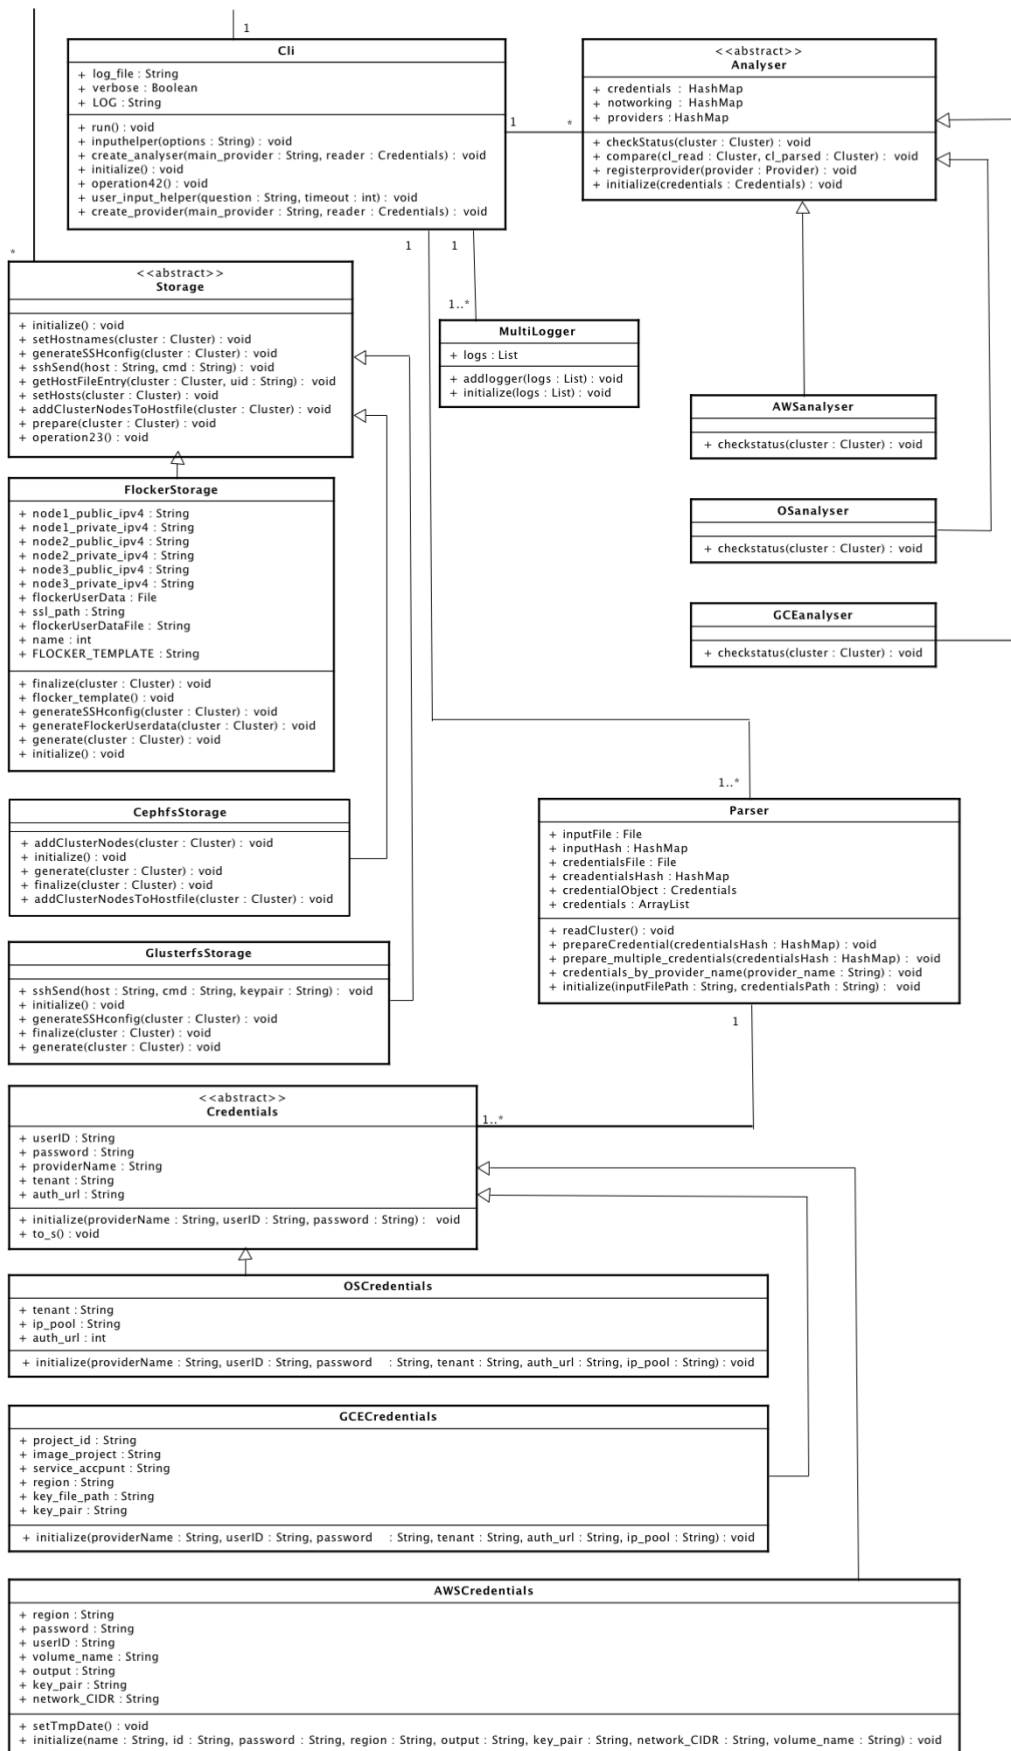 1
Cli
+ log_file : String
+ verbose : Boolean
+ LOG : String
+ run() : void
+ inputhelper(options : String) : void
+ create_analyser(main_provider : String, reader : Credentials) : void
+ initialize() : void
+ operation42() : void
+ user_input_helper(question : String, timeout : int) : void
+ create_provider(main_provider : String, reader : Credentials) : void
1
*
<<abstract>>
Analyser
+ credentials : HashMap
+ notworking : HashMap
+ providers : HashMap
+ checkStatus(cluster : Cluster) : void
+ compare(cl_read : Cluster, cl_parsed : Cluster) : void
+ registerprovider(provider : Provider) : void
+ initialize(credentials : Credentials) : void
*
1
1
<<abstract>>
Storage
+ initialize() : void
+ setHostnames(cluster : Cluster) : void
+ generateSSHconfig(cluster : Cluster) : void
+ sshSend(host : String, cmd : String) : void
+ getHostFileEntry(cluster : Cluster, uid : String) : void
+ setHosts(cluster : Cluster) : void
+ addClusterNodesToHostfile(cluster : Cluster) : void
+ prepare(cluster : Cluster) : void
+ operation23() : void
1..*
MultiLogger
+ logs : List
+ addlogger(logs : List) : void
+ initialize(logs : List) : void
AWSanalyser
+ checkstatus(cluster : Cluster) : void
OSanalyser
+ checkstatus(cluster : Cluster) : void
GCEanalyser
+ checkstatus(cluster : Cluster) : void
FlockerStorage
+ node1_public_ipv4 : String
+ node1_private_ipv4 : String
+ node2_public_ipv4 : String
+ node2_private_ipv4 : String
+ node3_public_ipv4 : String
+ node3_private_ipv4 : String
+ flockerUserData : File
+ ssl_path : String
+ flockerUserDataFile : String
+ name : int
+ FLOCKER_TEMPLATE : String
+ finalize(cluster : Cluster) : void
+ flocker_template() : void
+ generateSSHconfig(cluster : Cluster) : void
+ generateFlockerUserdata(cluster : Cluster) : void
+ generate(cluster : Cluster) : void
+ initialize() : void
1..*
CephfsStorage
+ addClusterNodes(cluster : Cluster) : void
+ initialize() : void
+ generate(cluster : Cluster) : void
+ finalize(cluster : Cluster) : void
+ addClusterNodesToHostfile(cluster : Cluster) : void
Parser
+ inputFile : File
+ inputHash : HashMap
+ credentialsFile : File
+ creadentialsHash : HashMap
+ credentialObject : Credentials
+ credentials : ArrayList
+ readCluster() : void
+ prepareCredential(credentialsHash : HashMap) : void
+ prepare_multiple_credentials(credentialsHash : HashMap) : void
+ credentials_by_provider_name(provider_name : String) : void
+ initialize(inputFilePath : String, credentialsPath : String) : void
GlusterfsStorage
+ sshSend(host : String, cmd : String, keypair : String) : void
+ initialize() : void
+ generateSSHconfig(cluster : Cluster) : void
+ finalize(cluster : Cluster) : void
+ generate(cluster : Cluster) : void
1
1..*
<<abstract>>
Credentials
+ userID : String
+ password : String
+ providerName : String
+ tenant : String
+ auth_url : String
+ initialize(providerName : String, userID : String, password : String) : void
+ to_s() : void
OSCredentials
+ tenant : String
+ ip_pool : String
+ auth_url : int
+ initialize(providerName : String, userID : String, password : String, tenant : String, auth_url : String, ip_pool : String) : void
GCECredentials
+ project_id : String
+ image_project : String
+ service_accpunt : String
+ region : String
+ key_file_path : String
+ key_pair : String
+ initialize(providerName : String, userID : String, password : String, tenant : String, auth_url : String, ip_pool : String) : void
AWSCredentials
+ region : String
+ password : String
+ userID : String
+ volume_name : String
+ output : String
+ key_pair : String
+ network_CIDR : String
+ setTmpDate() : void
+ initialize(name : String, id : String, password : String, region : String, output : String, key_pair : String, network_CIDR : String, volume_name : String) : void